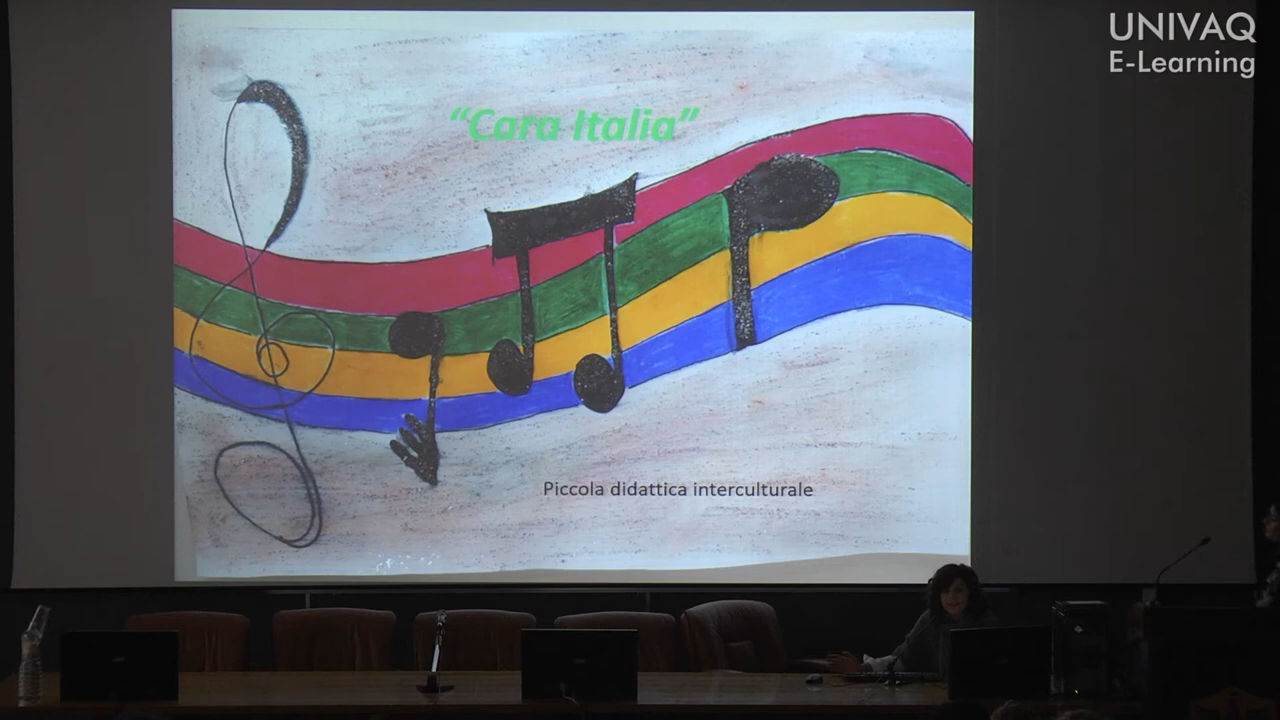 UNIVAQ
E-Learning
“Cara Italia”
Piccola didattica interculturale